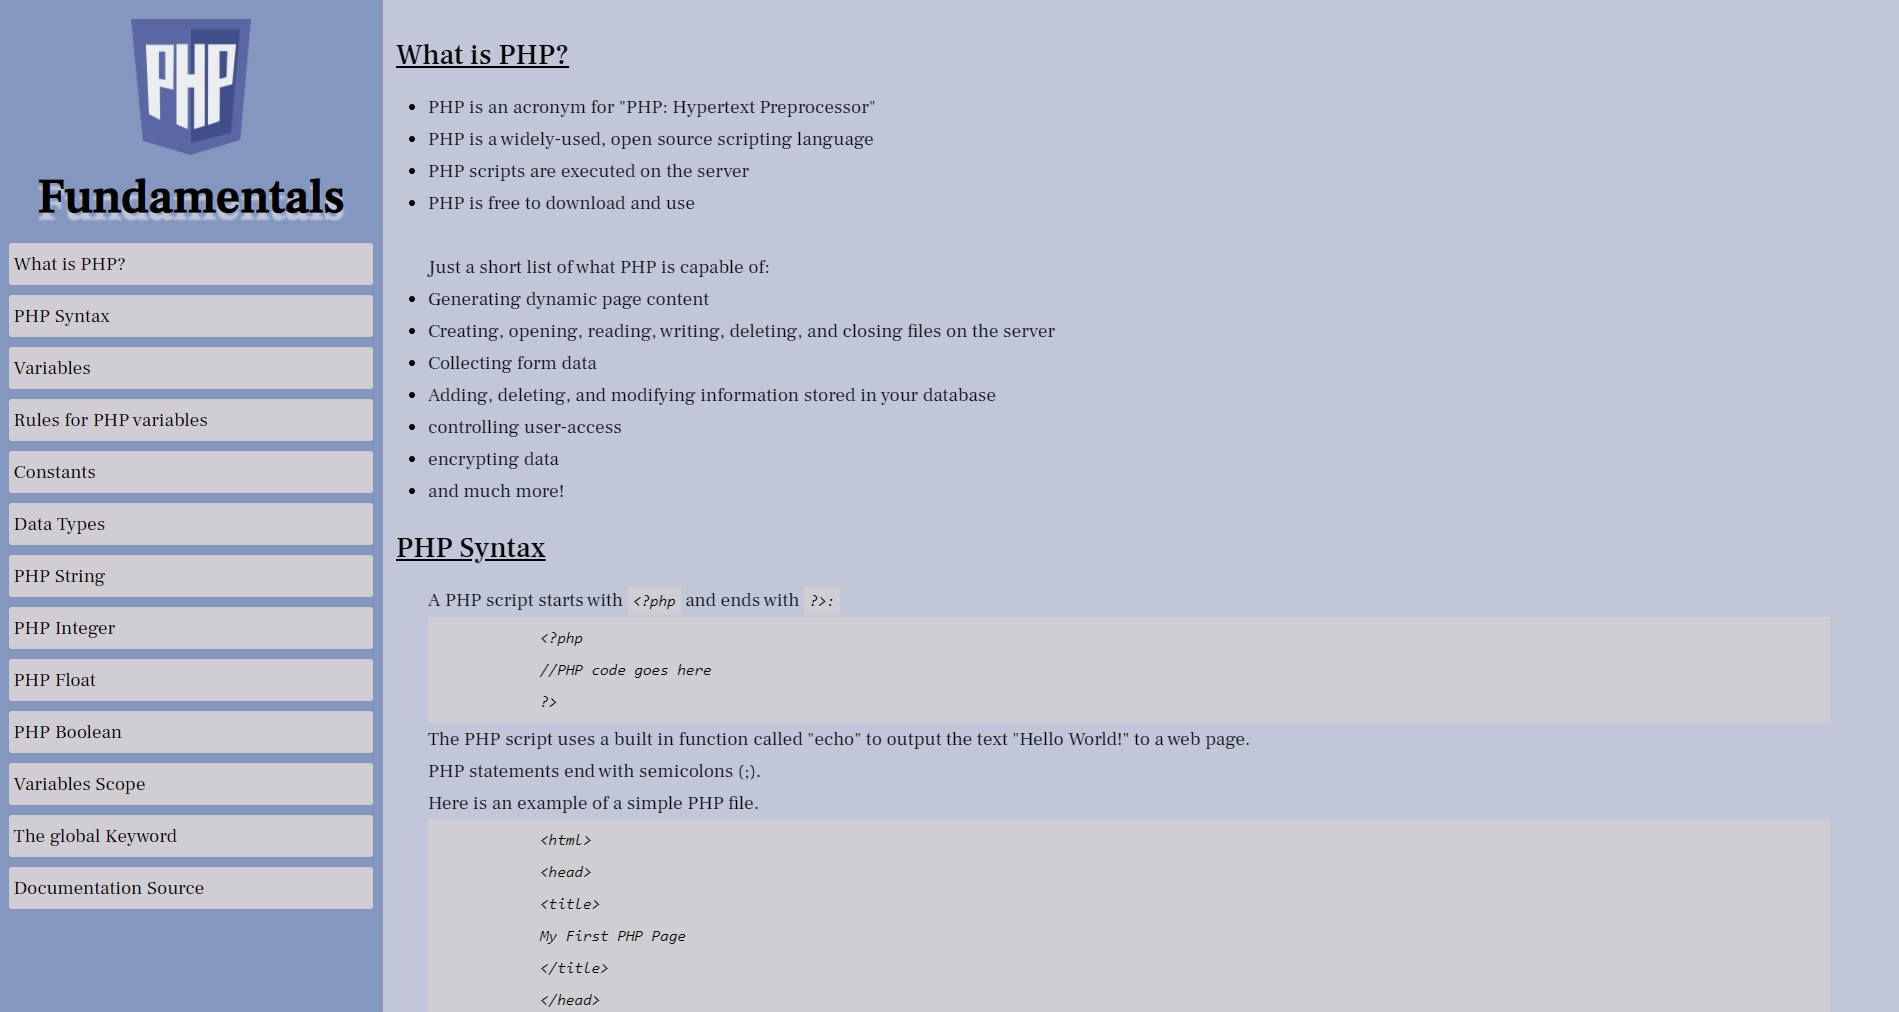 PHP
Fundamentals
What is PHP?
PHP Syntax
Variables
Rules for PHP variables
Constants
Data Types
PHP String
PHP Integer
PHP Float
PHP Boolean
Variables Scope
The global Keyword
Documentation Source
What is PHP?
PHP is an acronym for "PHP: Hypertext Preprocessor"
PHP is a widely-used, open source scripting language
PHP scripts are executed on the server
PHP is free to download and use
Just a short list of what PHP is capable of:
Generating dynamic page content
Creating, opening, reading, writing, deleting, and closing files on the server
Collecting form data
Adding, deleting, and modifying information stored in your database
controlling user-access
encrypting data
and much more!
PHP Syntax
A PHP script starts with <?php and ends with ?>:
<?php
//PHP code goes here
?>
The PHP script uses a built in function called "echo" to output the text "Hello World!" to a web page.
PHP statements end with semicolons (;).
Here is an example of a simple PHP file.
<html>
<head>
<title>
My First PHP Page
</title>
</head>